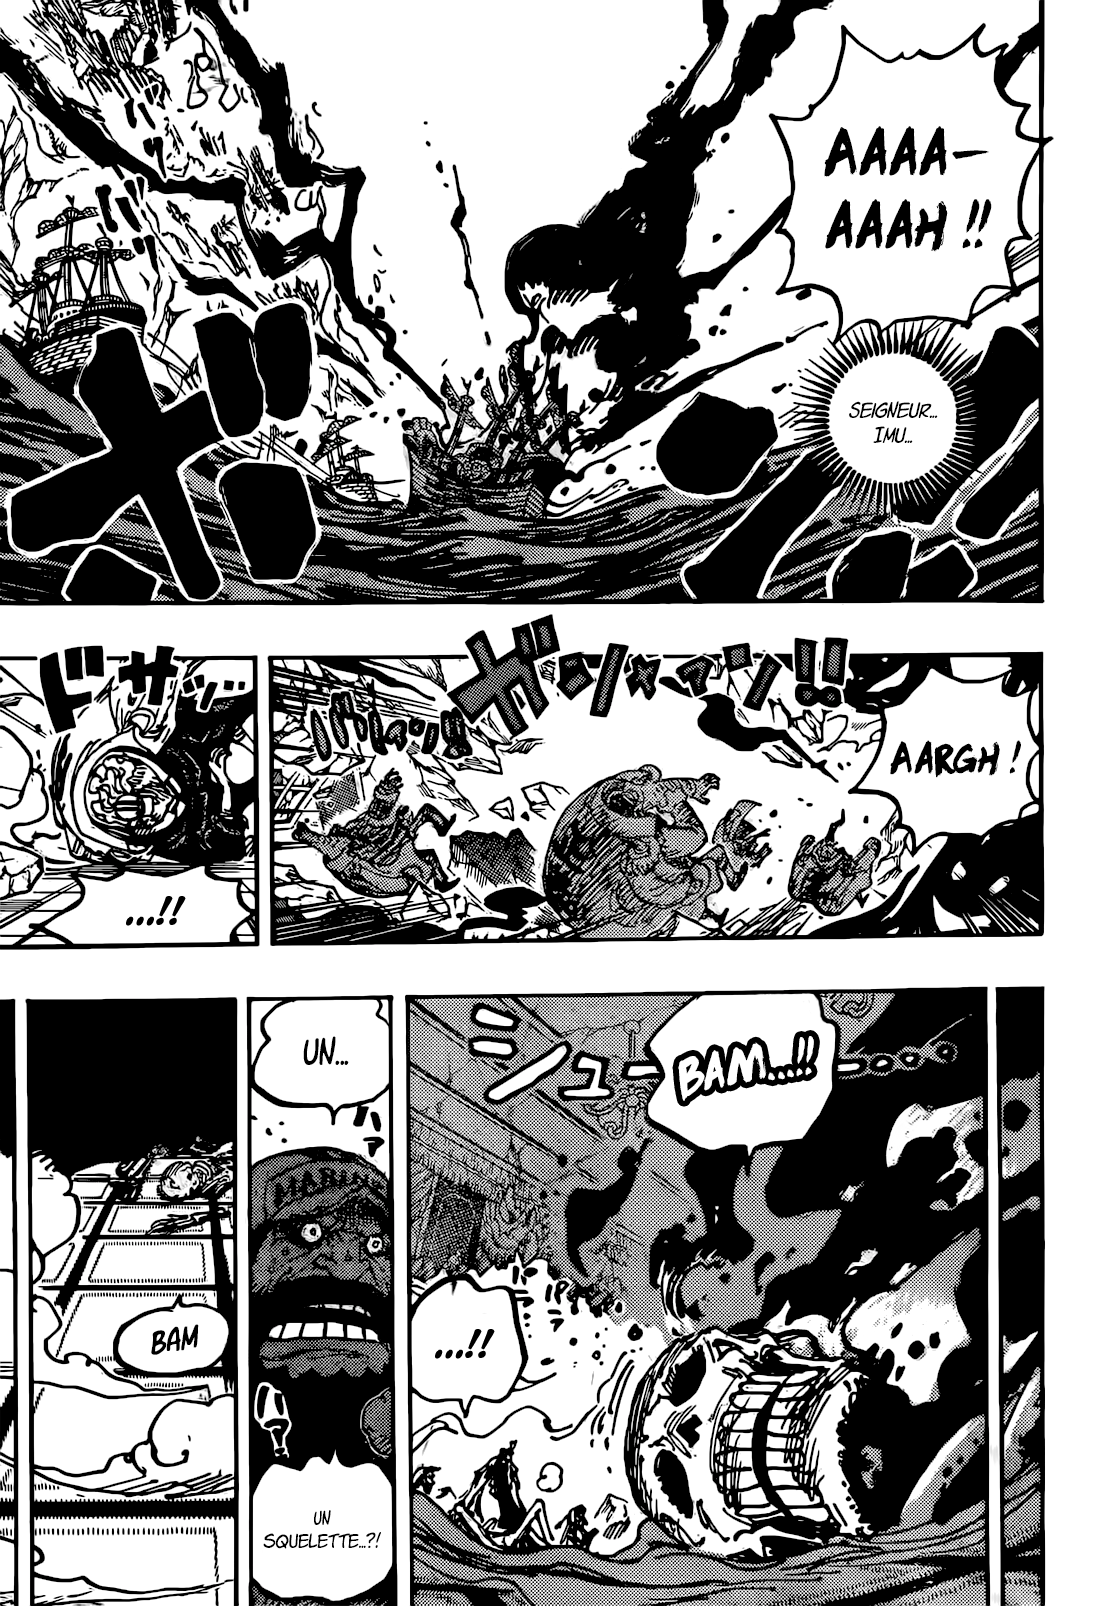 AAAA-
AAAH !!
SEIGNEUR...
IMU...
AARGH !
...!!
BAM...!!
...!!
UN...
MARINE
UN
SQUELETTE...?!
BAM